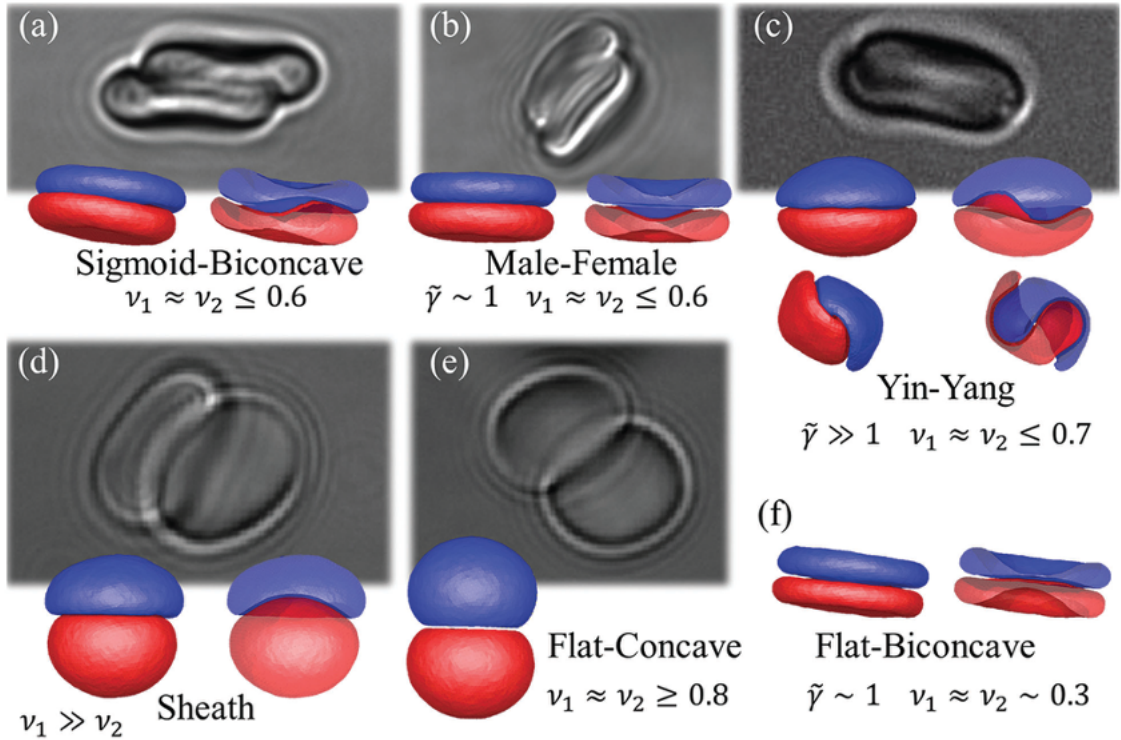 (a)
Sigmoid-Biconcave
ν₁ ≈ ν₂ ≤ 0.6
(b)
Male-Female
γ̃ ~ 1 ν₁ ≈ ν₂ ≤ 0.6
(c)
Yin-Yang
γ̃ ≫ 1 ν₁ ≈ ν₂ ≤ 0.7
(d)
Sheath
ν₁ ≫ ν₂
(e)
Flat-Concave
ν₁ ≈ ν₂ ≥ 0.8
(f)
Flat-Biconcave
γ̃ ~ 1 ν₁ ≈ ν₂ ~ 0.3